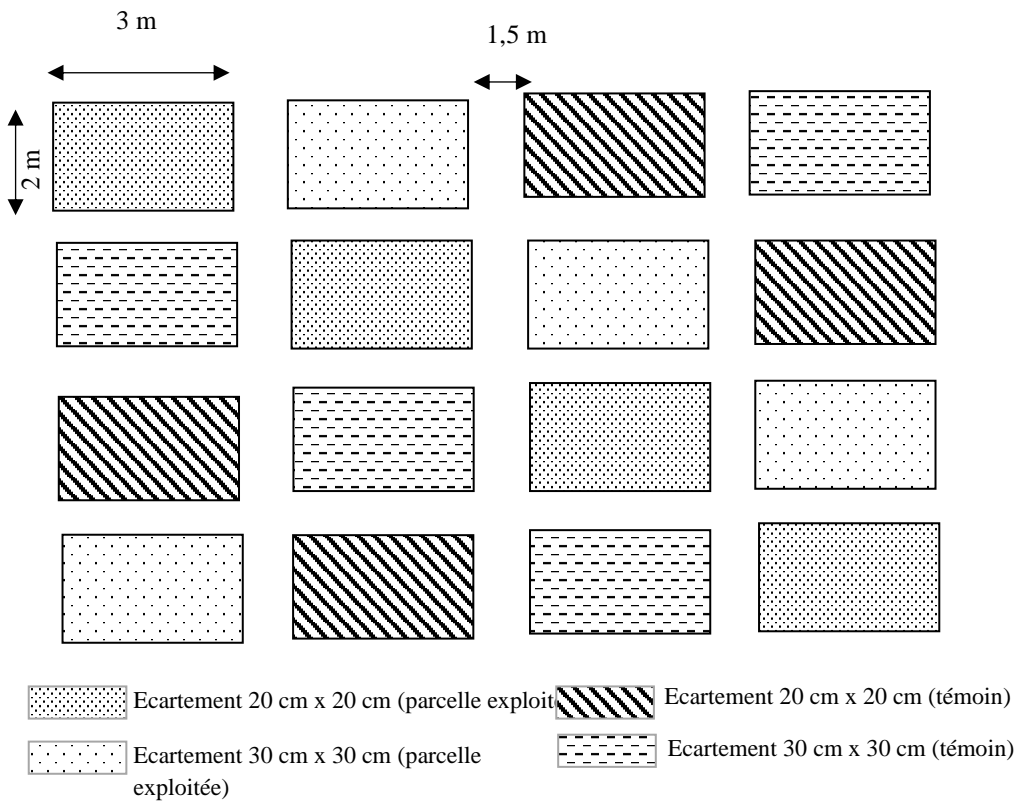 3 m
1,5 m
2 m
Ecartement 20 cm x 20 cm (parcelle exploit
Ecartement 20 cm x 20 cm (témoin)
Ecartement 30 cm x 30 cm (parcelle
exploitée)
Ecartement 30 cm x 30 cm (témoin)